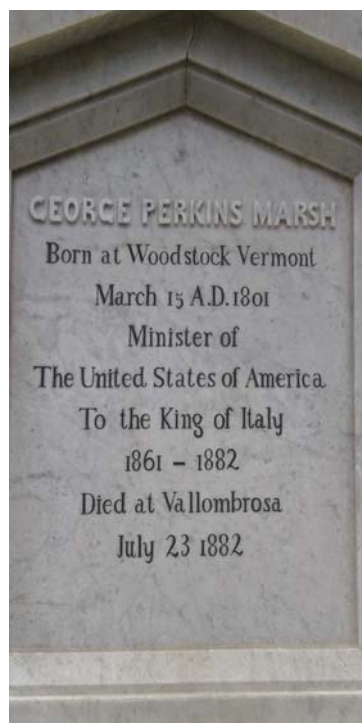 GEORGE PERKINS MARSH
Born at Woodstock Vermont
March 15 A.D. 1801
Minister of
The United States of America
To the King of Italy
1861 – 1882
Died at Vallombrosa
July 23 1882